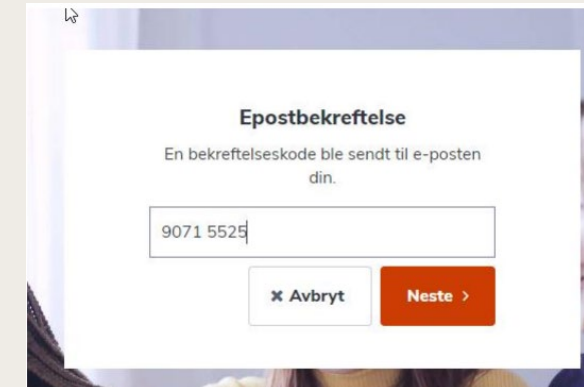 Epostbekreftelse
En bekreftelseskode ble sendt til e-posten
din.
9071 5525
✖ Avbryt
Neste >